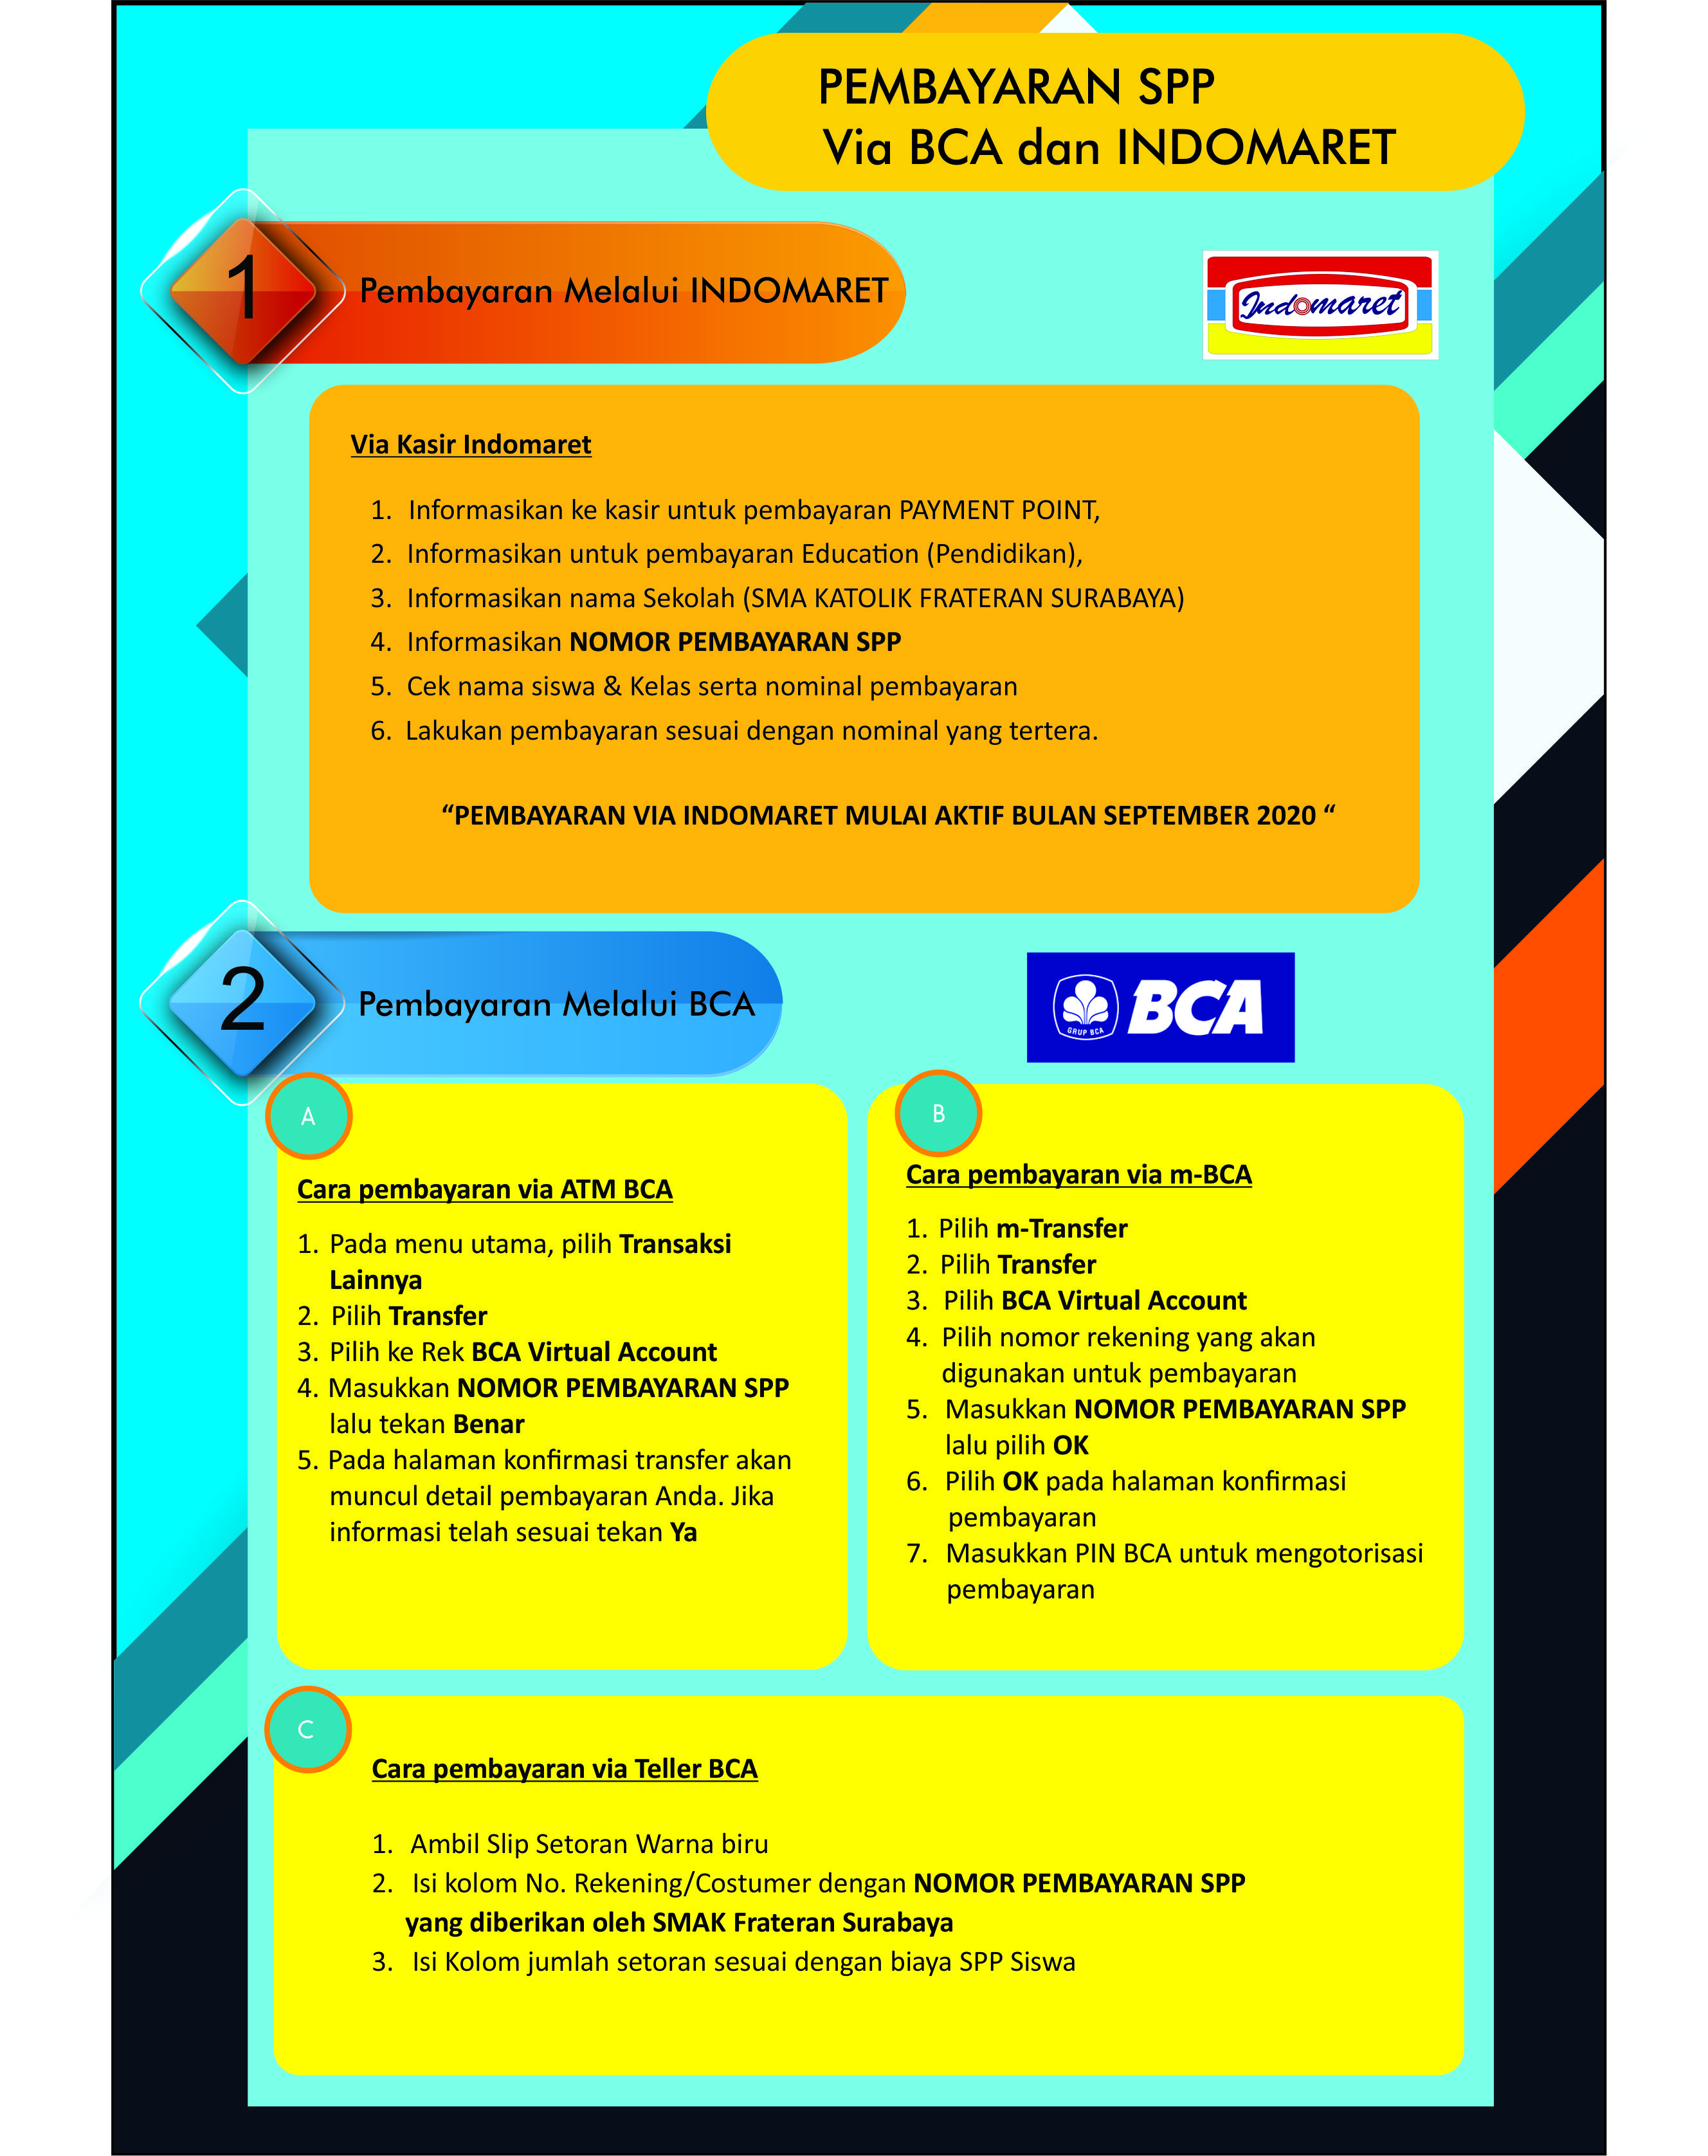 PEMBAYARAN SPP
Via BCA dan INDOMARET
1
Pembayaran Melalui INDOMARET
Indomaret
Via Kasir Indomaret
1. Informasikan ke kasir untuk pembayaran PAYMENT POINT,
2. Informasikan untuk pembayaran Education (Pendidikan),
3. Informasikan nama Sekolah (SMA KATOLIK FRATERAN SURABAYA)
4. Informasikan NOMOR PEMBAYARAN SPP
5. Cek nama siswa & Kelas serta nominal pembayaran
6. Lakukan pembayaran sesuai dengan nominal yang tertera.
“PEMBAYARAN VIA INDOMARET MULAI AKTIF BULAN SEPTEMBER 2020 “
2
Pembayaran Melalui BCA
GRUP BCA
BCA
A
Cara pembayaran via ATM BCA
1. Pada menu utama, pilih Transaksi
Lainnya
2. Pilih Transfer
3. Pilih ke Rek BCA Virtual Account
4. Masukkan NOMOR PEMBAYARAN SPP
lalu tekan Benar
5. Pada halaman konfirmasi transfer akan
muncul detail pembayaran Anda. Jika
informasi telah sesuai tekan Ya
B
Cara pembayaran via m-BCA
1. Pilih m-Transfer
2. Pilih Transfer
3. Pilih BCA Virtual Account
4. Pilih nomor rekening yang akan
digunakan untuk pembayaran
5. Masukkan NOMOR PEMBAYARAN SPP
lalu pilih OK
6. Pilih OK pada halaman konfirmasi
pembayaran
7. Masukkan PIN BCA untuk mengotorisasi
pembayaran
C
Cara pembayaran via Teller BCA
1. Ambil Slip Setoran Warna biru
2. Isi kolom No. Rekening/Costumer dengan NOMOR PEMBAYARAN SPP
yang diberikan oleh SMAK Frateran Surabaya
3. Isi Kolom jumlah setoran sesuai dengan biaya SPP Siswa